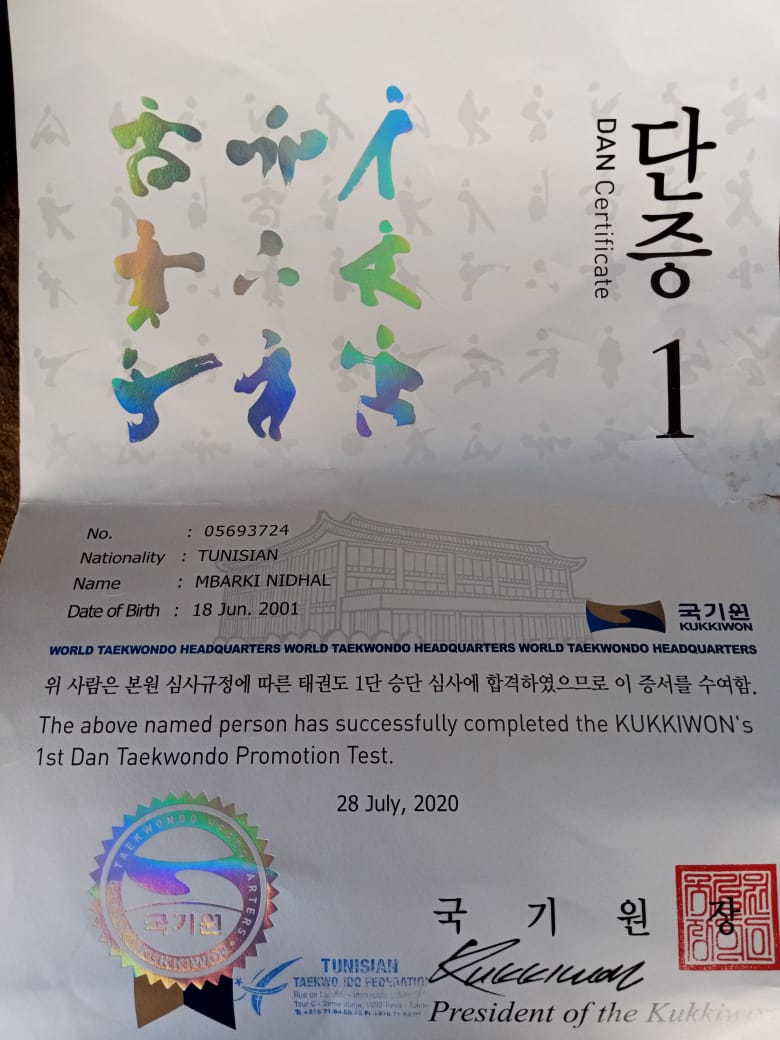 단증
DAN Certificate
1
No. : 05693724
Nationality : TUNISIAN
Name : MBARKI NIDHAL
Date of Birth : 18 Jun. 2001
국기원
KUKKIWON
WORLD TAEKWONDO HEADQUARTERS WORLD TAEKWONDO HEADQUARTERS WORLD TAEKWONDO HEADQUARTERS
위 사람은 본원 심사규정에 따른 태권도 1단 승단 심사에 합격하였으므로 이 증서를 수여함.
The above named person has successfully completed the KUKKIWON's
1st Dan Taekwondo Promotion Test.
28 July, 2020
TAEKWONDO HEADQUARTERS
국기원
KUKKIWON
국 기 원 장
Kukkiwon
President of the Kukkiwon
TUNISIAN
TAEKWONDO FEDERATION